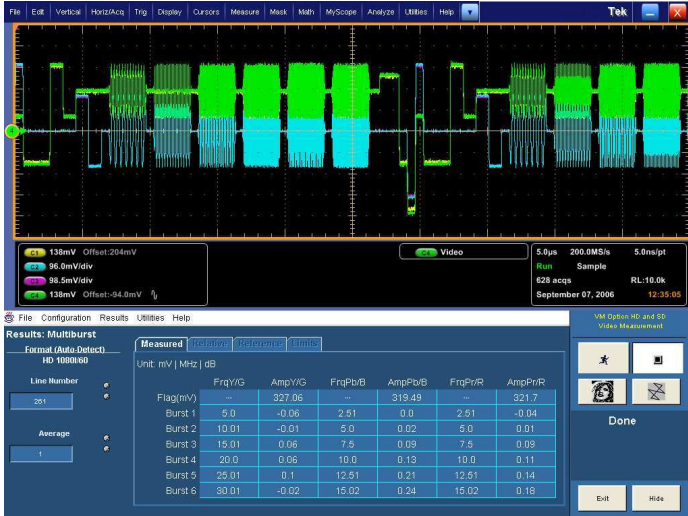 File Edit Vertical Horiz/Acq Trig Display Cursors Measure Mask Math MyScope Analyze Utilities Help Tek X
4
C1 138mV Offset:204mV
C2 96.0mV/div
C3 98.5mV/div
C4 138mV Offset:-94.0mV
C4 Video
5.0µs 200.0MS/s 5.0ns/pt
Run Sample
628 acqs RL:10.0k
September 07, 2006 12:35:05
File Configuration Results Utilities Help
VM Option HD and SD
Video Measurement
Results: Multiburst
Format (Auto-Detect)
HD 1080I/60
Line Number
261
Average
1
Measured Relative Reference Limits
Unit: mV | MHz | dB
FrqY/G AmpY/G FrqPb/B AmpPb/B FrqPr/R AmpPr/R
Flag(mV) -- 327.06 -- 319.49 -- 321.7
Burst 1 5.0 -0.06 2.51 0.0 2.51 -0.04
Burst 2 10.01 -0.01 5.0 0.02 5.0 0.01
Burst 3 15.01 0.06 7.5 0.09 7.5 0.09
Burst 4 20.0 0.06 10.0 0.13 10.0 0.11
Burst 5 25.01 0.1 12.51 0.21 12.51 0.14
Burst 6 30.01 -0.02 15.02 0.24 15.02 0.18
Done
Exit Hide